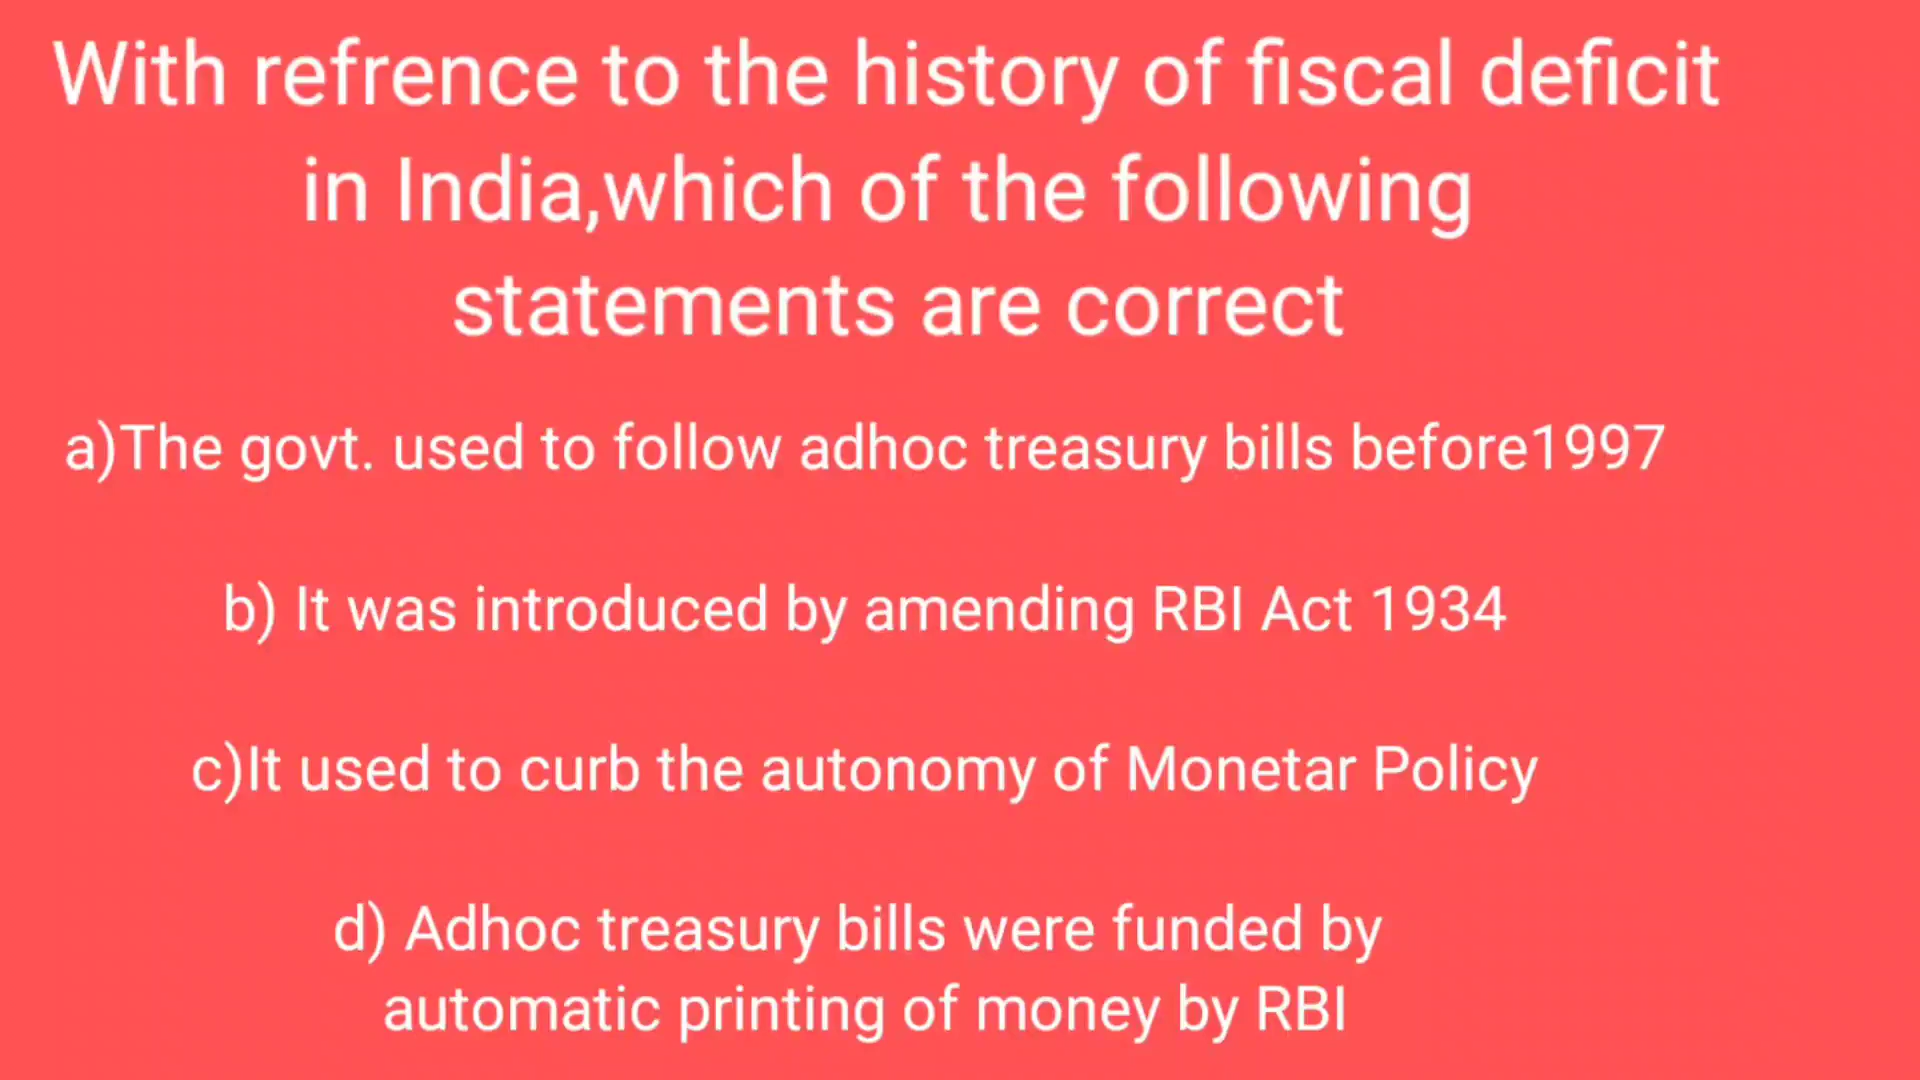 With refrence to the history of fiscal deficit
in India,which of the following
statements are correct
a)The govt. used to follow adhoc treasury bills before1997
b) It was introduced by amending RBI Act 1934
c)It used to curb the autonomy of Monetar Policy
d) Adhoc treasury bills were funded by
automatic printing of money by RBI